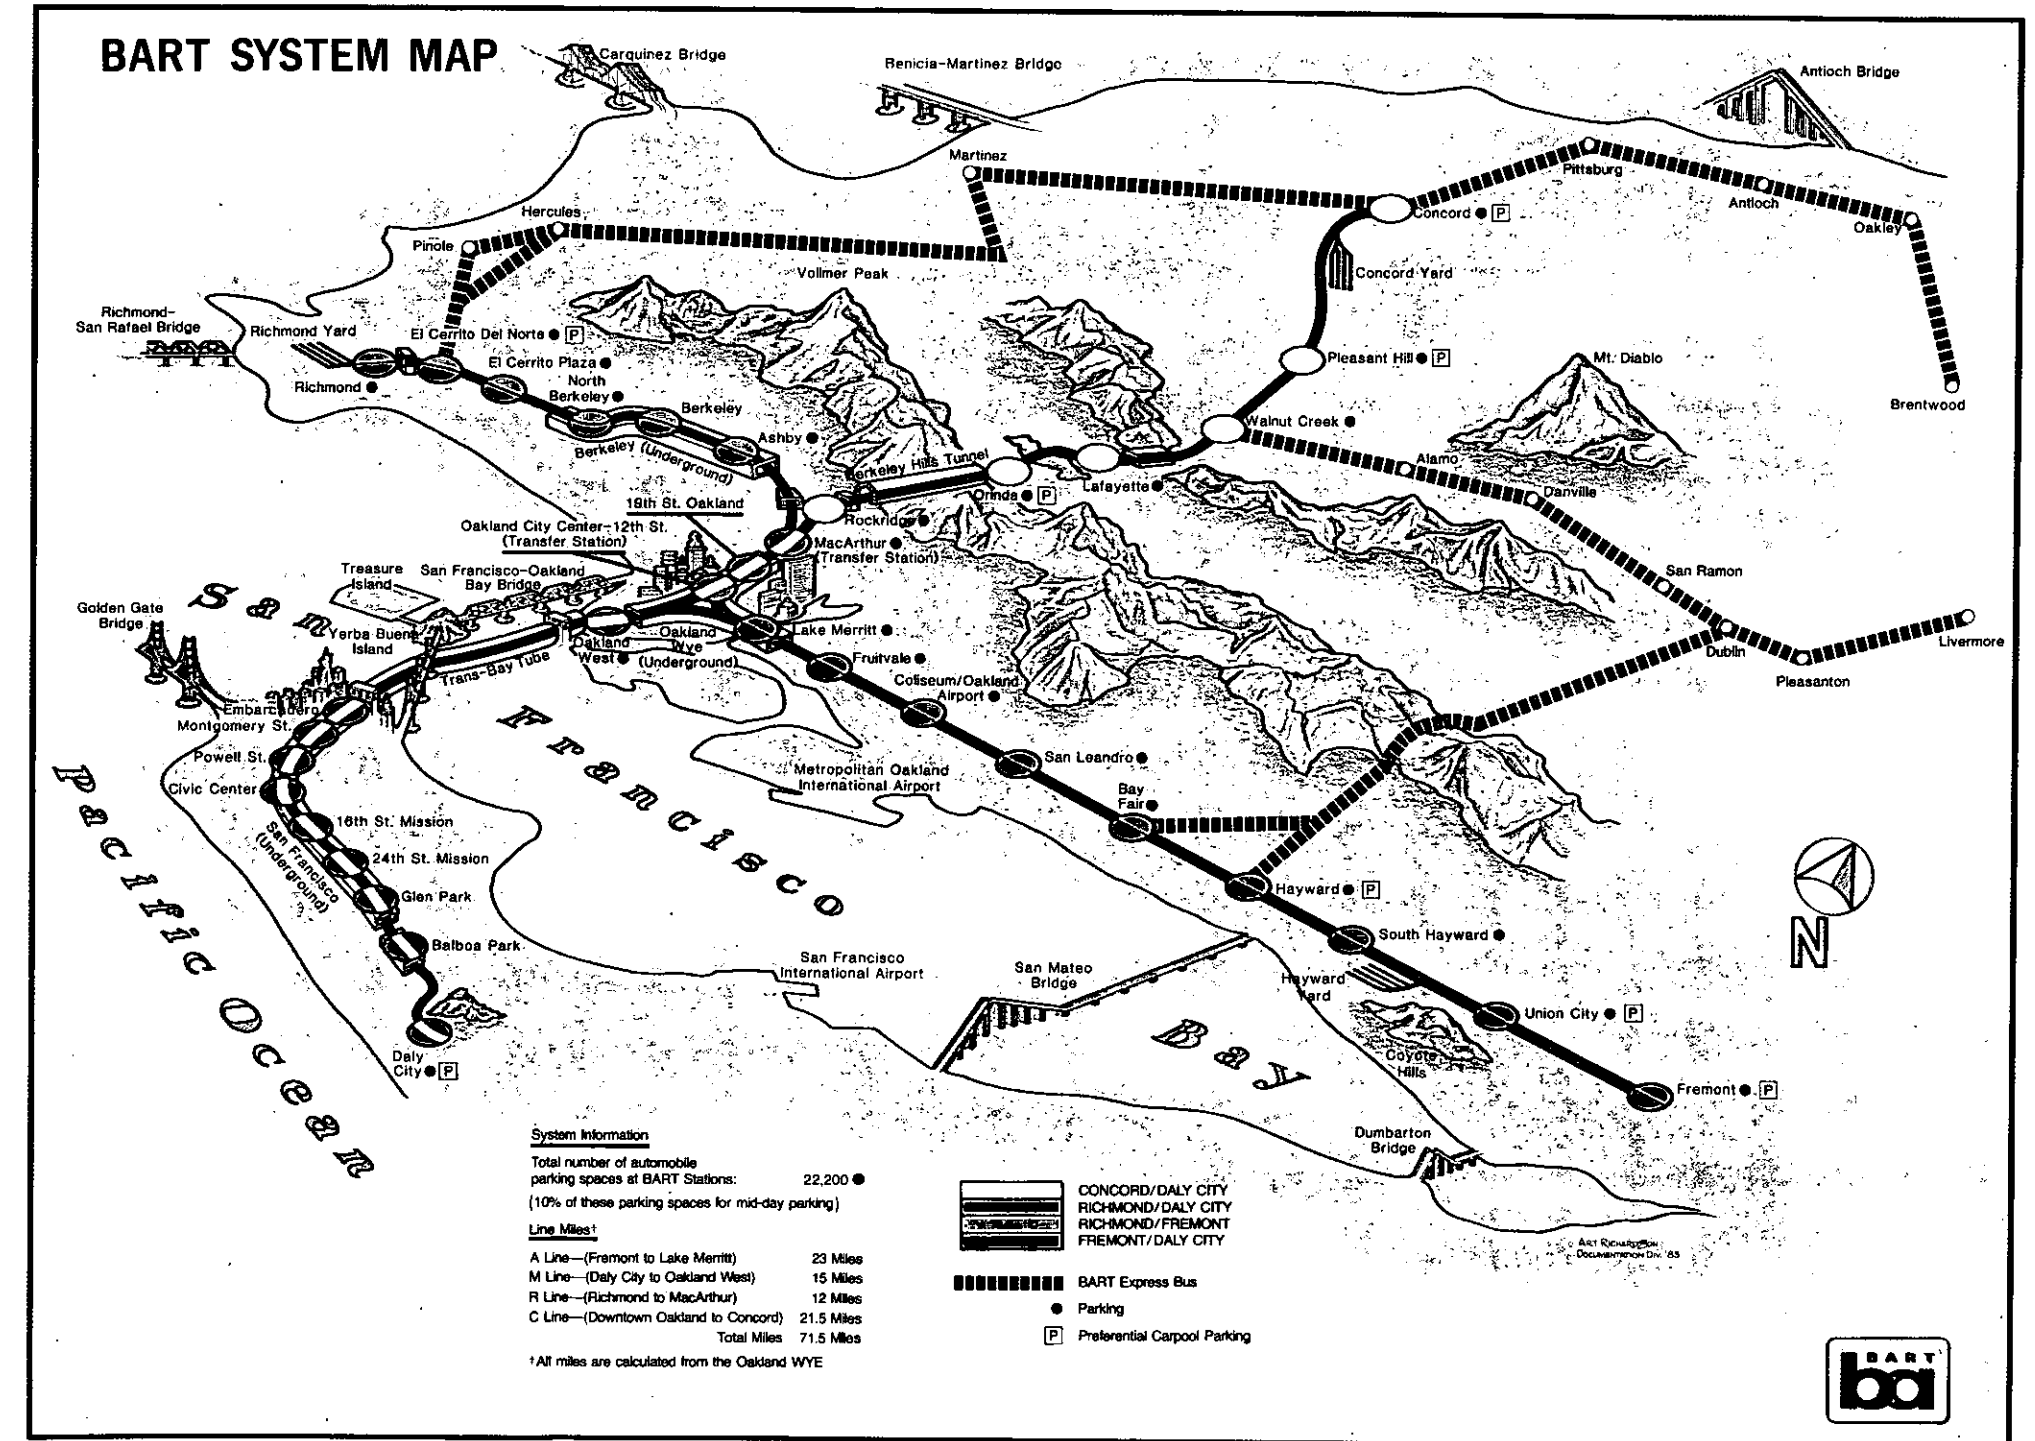 BART SYSTEM MAP
Carquinez Bridge
Benicia-Martinez Bridge
Antioch Bridge
Martinez
Pittsburg
Antioch
Oakley
Concord ● P
Hercules
Pinole
Vollmer Peak
Concord Yard
Brentwood
Richmond-
San Rafael Bridge
Richmond Yard
El Cerrito Del Norte ● P
El Cerrito Plaza ●
Richmond ●
North
Berkeley ●
Berkeley
Ashby ●
Berkeley (Underground)
Pleasant Hill ● P
Mt. Diablo
Walnut Creek ●
Alamo
Danville
Berkeley Hills Tunnel
Orinda ● P
Lafayette ●
Rockridge ●
19th St. Oakland
Oakland City Center-12th St.
(Transfer Station)
MacArthur ●
(Transfer Station)
San Ramon
Dublin
Pleasanton
Livermore
Treasure
Island
San Francisco-Oakland
Bay Bridge
Golden Gate
Bridge
Yerba Buena
Island
Trans-Bay Tube
Oakland
West ●
Oakland
Wye
(Underground)
Lake Merritt ●
Fruitvale ●
Coliseum/Oakland
Airport ●
San Leandro ●
Bay
Fair ●
Metropolitan Oakland
International Airport
Embarcadero
Montgomery St.
Powell St.
Civic Center
16th St. Mission
24th St. Mission
Glen Park
San Francisco
(Underground)
Balboa Park
Daly
City ● P
San Francisco Bay
Pacific Ocean
Hayward ● P
South Hayward ●
Hayward
Yard
Union City ● P
Coyote
Hills
Fremont ● P
San Francisco
International Airport
San Mateo
Bridge
Dumbarton
Bridge
N
System Information
Total number of automobile
parking spaces at BART Stations: 22,200 ●
(10% of these parking spaces for mid-day parking)
Line Miles†
A Line—(Fremont to Lake Merritt) 23 Miles
M Line—(Daly City to Oakland West) 15 Miles
R Line—(Richmond to MacArthur) 12 Miles
C Line—(Downtown Oakland to Concord) 21.5 Miles
Total Miles 71.5 Miles
†All miles are calculated from the Oakland WYE
CONCORD/DALY CITY
RICHMOND/DALY CITY
RICHMOND/FREMONT
FREMONT/DALY CITY
BART Express Bus
● Parking
P Preferential Carpool Parking
ART RICHARDSON
DOCUMENTATION DIV. '85
BART
ba